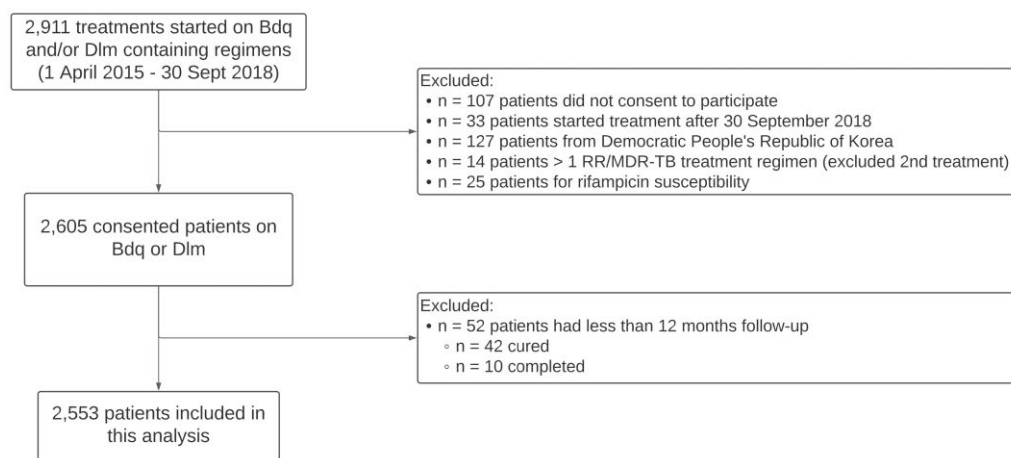 2,911 treatments started on Bdq
and/or Dlm containing regimens
(1 April 2015 - 30 Sept 2018)
Excluded:
• n = 107 patients did not consent to participate
• n = 33 patients started treatment after 30 September 2018
• n = 127 patients from Democratic People's Republic of Korea
• n = 14 patients > 1 RR/MDR-TB treatment regimen (excluded 2nd treatment)
• n = 25 patients for rifampicin susceptibility
2,605 consented patients on
Bdq or Dlm
Excluded:
• n = 52 patients had less than 12 months follow-up
◦ n = 42 cured
◦ n = 10 completed
2,553 patients included in
this analysis